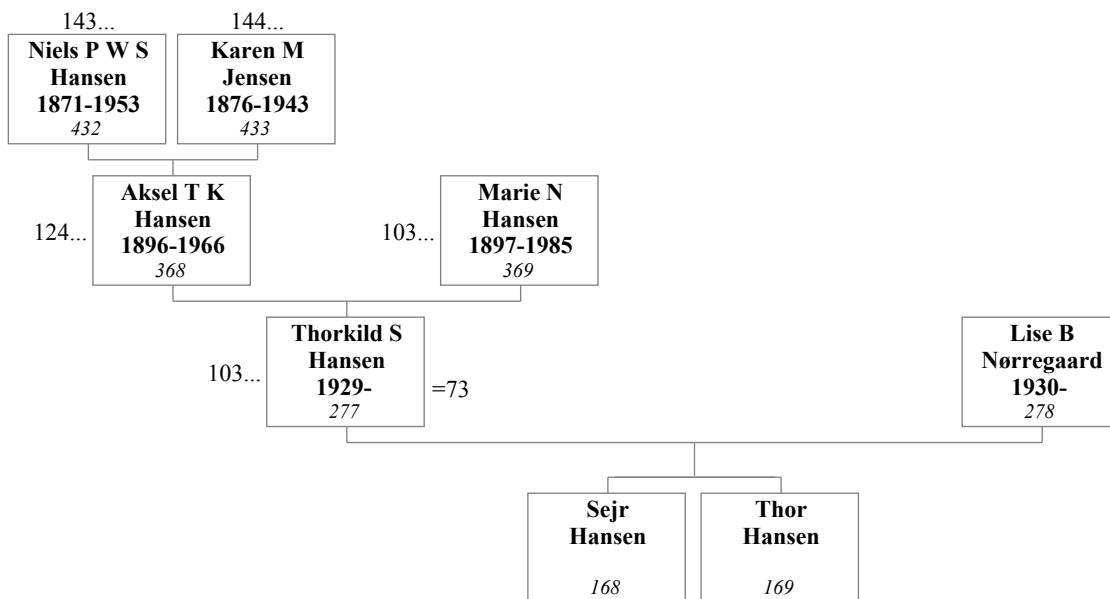 143...
144...
Niels P W S
Hansen
1871-1953
432
Karen M
Jensen
1876-1943
433
124...
Aksel T K
Hansen
1896-1966
368
103...
Marie N
Hansen
1897-1985
369
103...
Thorkild S
Hansen
1929-
277
=73
Lise B
Nørregaard
1930-
278
Sejr
Hansen
168
Thor
Hansen
169